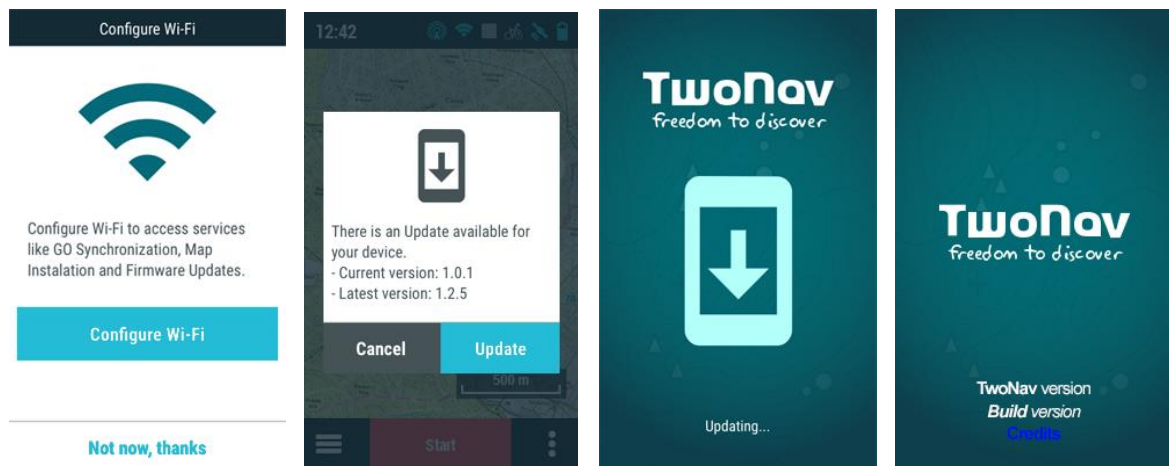 Configure Wi-Fi
Configure Wi-Fi to access services
like GO Synchronization, Map
Instalation and Firmware Updates.
Configure Wi-Fi
Not now, thanks
12:42
There is an Update available for
your device.
- Current version: 1.0.1
- Latest version: 1.2.5
Cancel
Update
500 m
Start
TwoNav
freedom to discover
Updating...
TwoNav
freedom to discover
TwoNav version
Build version
Credits